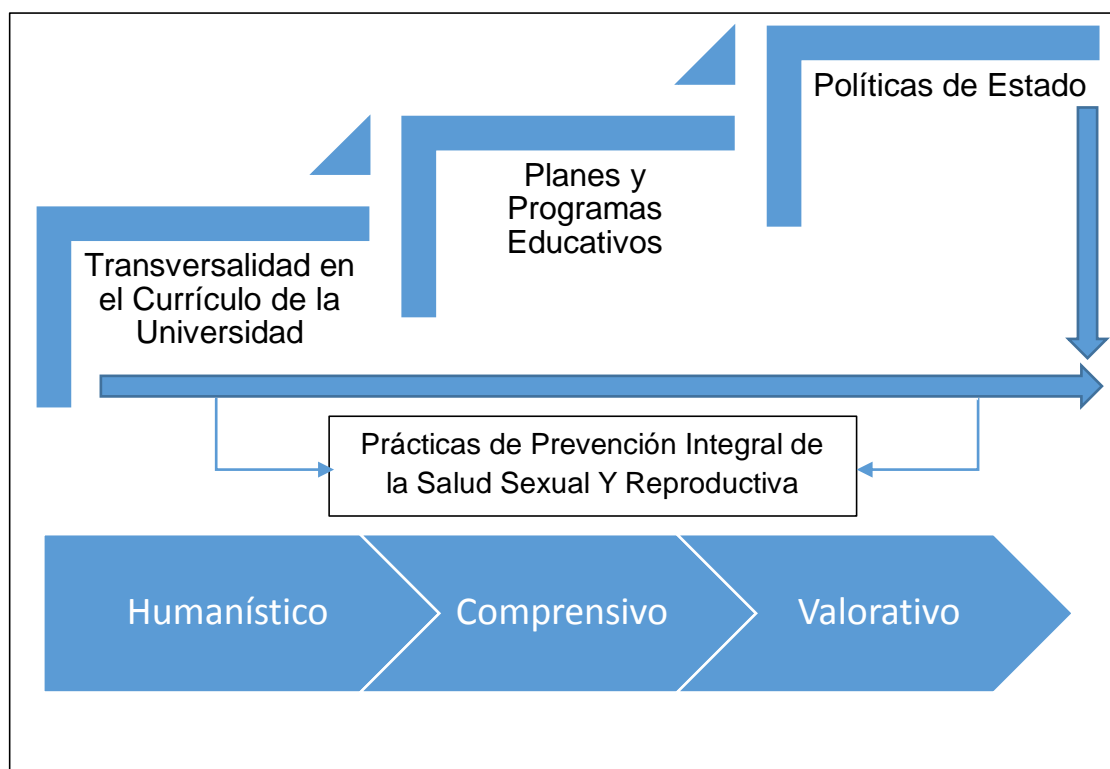 Políticas de Estado
Planes y
Programas
Educativos
Transversalidad en
el Currículo de la
Universidad
Prácticas de Prevención Integral de
la Salud Sexual Y Reproductiva
Humanístico
Comprensivo
Valorativo